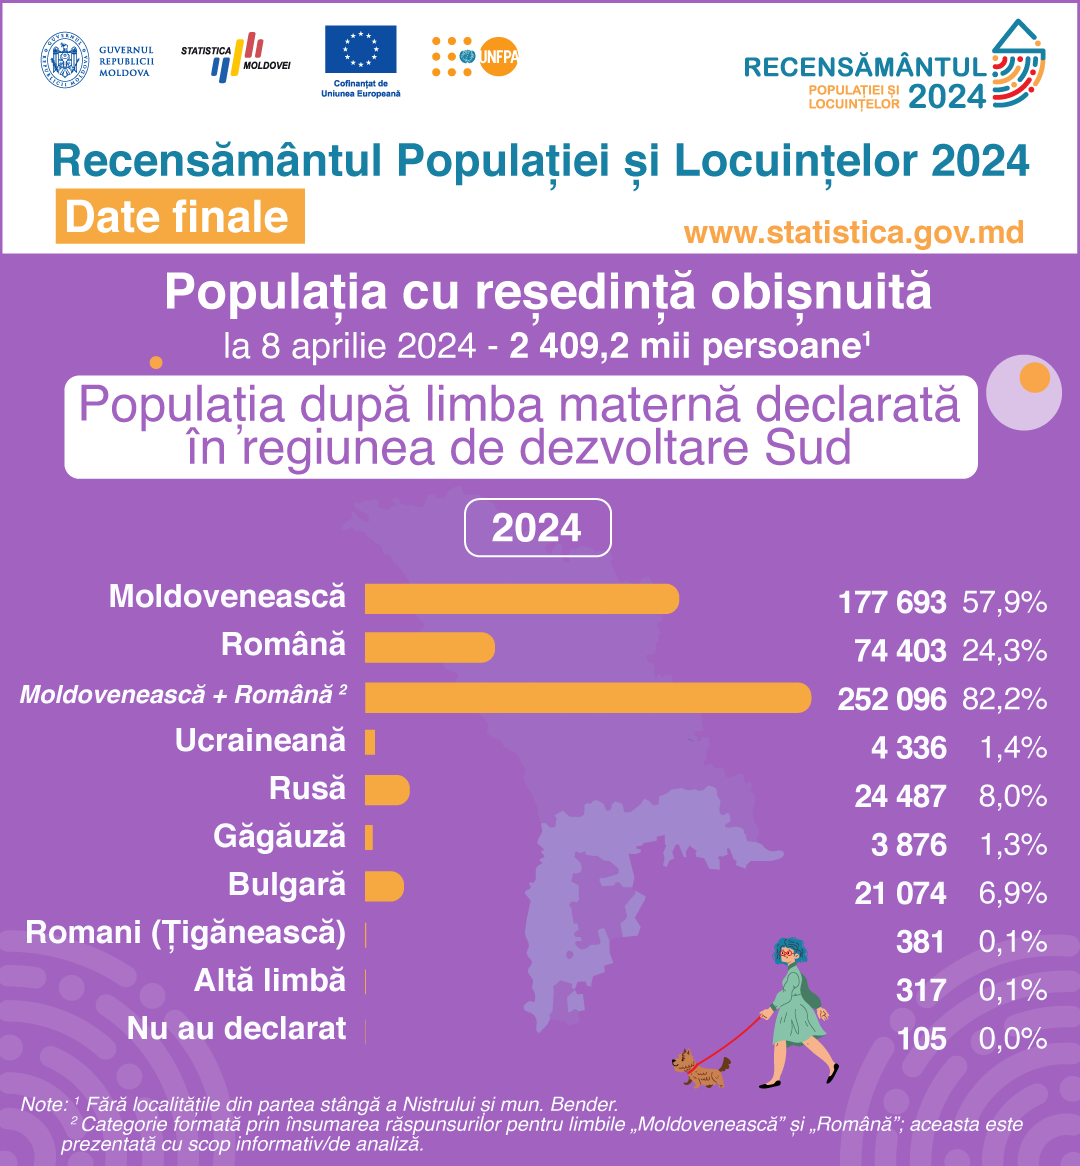 GUVERNUL
REPUBLICII
MOLDOVA
STATISTICA
MOLDOVEI
Cofinanțat de
Uniunea Europeană
UNFPA
RECENSĂMÂNTUL
POPULAȚIEI ȘI
LOCUINȚELOR
2024
Recensământul Populației și Locuințelor 2024
Date finale
www.statistica.gov.md
Populația cu reședință obișnuită
la 8 aprilie 2024 - 2 409,2 mii persoane¹
Populația după limba maternă declarată
în regiunea de dezvoltare Sud
2024
Moldovenească 177 693 57,9%
Română 74 403 24,3%
Moldovenească + Română ² 252 096 82,2%
Ucraineană 4 336 1,4%
Rusă 24 487 8,0%
Găgăuză 3 876 1,3%
Bulgară 21 074 6,9%
Romani (Țigănească) 381 0,1%
Altă limbă 317 0,1%
Nu au declarat 105 0,0%
Note: ¹ Fără localitățile din partea stângă a Nistrului și mun. Bender.
² Categorie formată prin însumarea răspunsurilor pentru limbile „Moldovenească” și „Română”; aceasta este
prezentată cu scop informativ/de analiză.